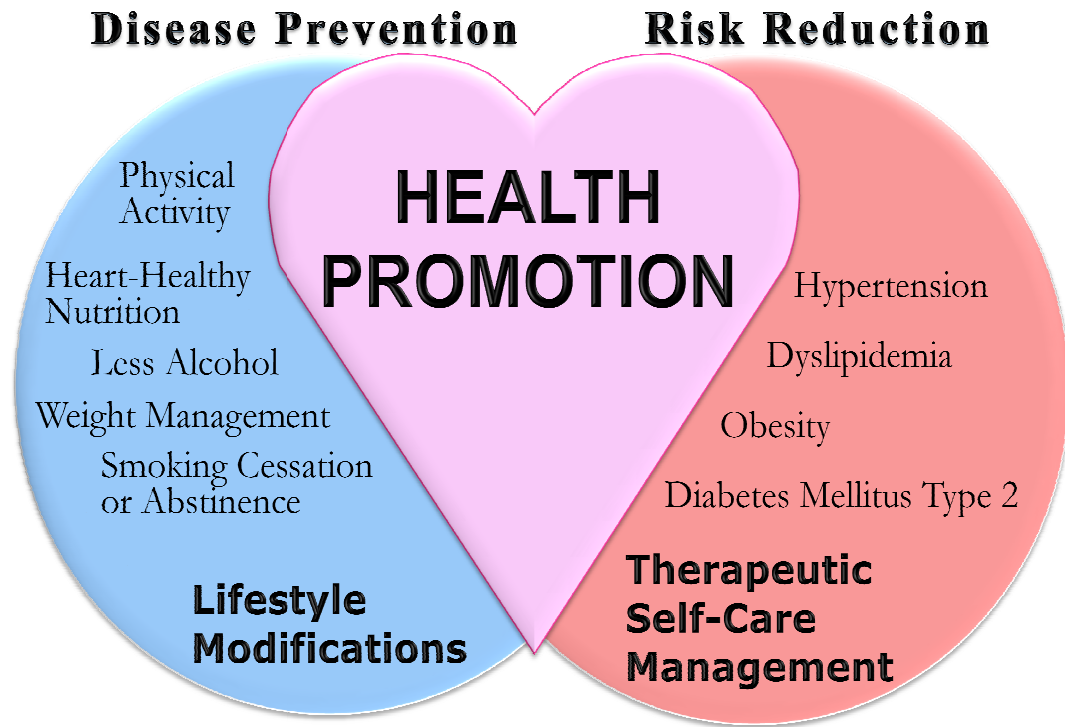 Disease Prevention
Risk Reduction
HEALTH
PROMOTION
Physical
Activity
Heart-Healthy
Nutrition
Less Alcohol
Weight Management
Smoking Cessation
or Abstinence
Lifestyle
Modifications
Hypertension
Dyslipidemia
Obesity
Diabetes Mellitus Type 2
Therapeutic
Self-Care
Management